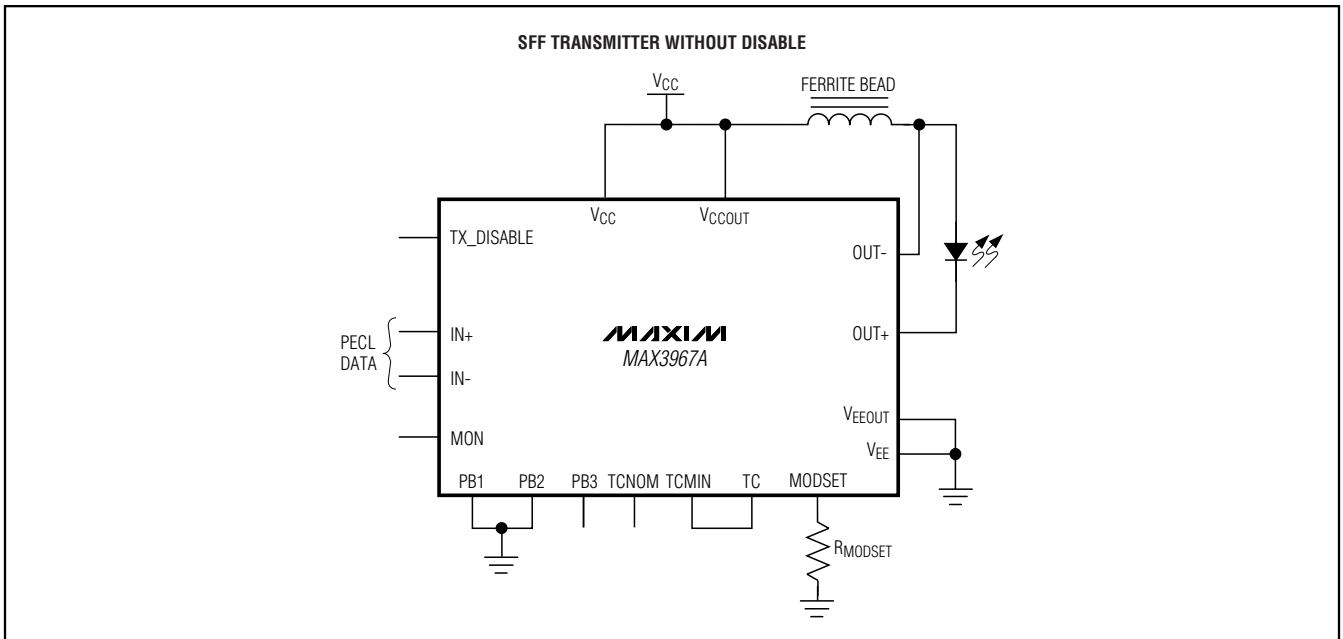 SFF TRANSMITTER WITHOUT DISABLE
VCC
FERRITE BEAD
VCC
VCCOUT
TX_DISABLE
OUT-
IN+
PECL
DATA
IN-
MAXIM
MAX3967A
OUT+
MON
VEEOUT
VEE
PB1 PB2 PB3 TCNOM TCMIN TC MODSET
RMODSET